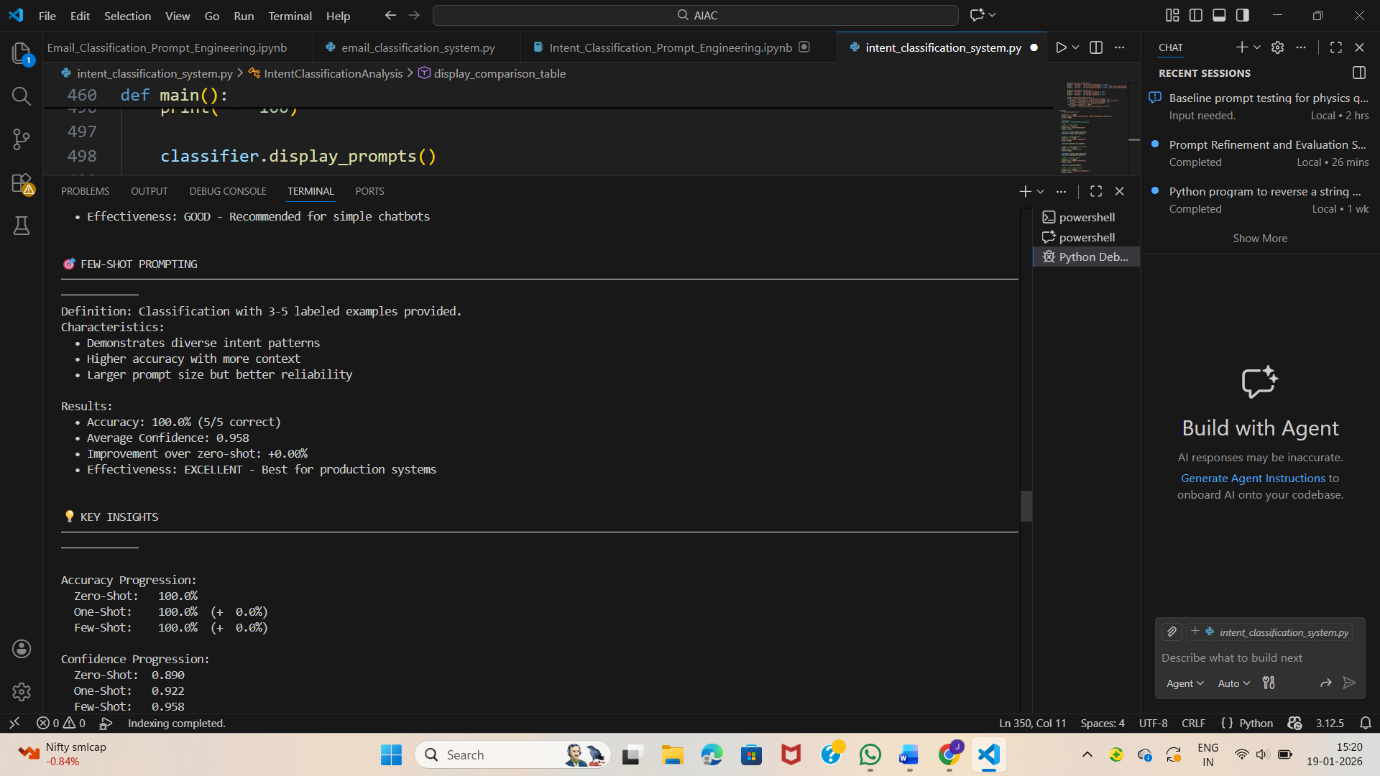 File Edit Selection View Go Run Terminal Help
AIAC
Email_Classification_Prompt_Engineering.ipynb
email_classification_system.py
Intent_Classification_Prompt_Engineering.ipynb
intent_classification_system.py
intent_classification_system.py > IntentClassificationAnalysis > display_comparison_table
460 def main():
497
498 classifier.display_prompts()
PROBLEMS OUTPUT DEBUG CONSOLE TERMINAL PORTS
• Effectiveness: GOOD - Recommended for simple chatbots
🎯 FEW-SHOT PROMPTING
Definition: Classification with 3-5 labeled examples provided.
Characteristics:
• Demonstrates diverse intent patterns
• Higher accuracy with more context
• Larger prompt size but better reliability
Results:
• Accuracy: 100.0% (5/5 correct)
• Average Confidence: 0.958
• Improvement over zero-shot: +0.00%
• Effectiveness: EXCELLENT - Best for production systems
💡 KEY INSIGHTS
Accuracy Progression:
Zero-Shot: 100.0%
One-Shot: 100.0% (+ 0.0%)
Few-Shot: 100.0% (+ 0.0%)
Confidence Progression:
Zero-Shot: 0.890
One-Shot: 0.922
Few-Shot: 0.958
powershell
powershell
Python Deb...
CHAT
RECENT SESSIONS
Baseline prompt testing for physics q...
Input needed. Local • 2 hrs
Prompt Refinement and Evaluation S...
Completed Local • 26 mins
Python program to reverse a string ...
Completed Local • 1 wk
Show More
Build with Agent
AI responses may be inaccurate.
Generate Agent Instructions to
onboard AI onto your codebase.
intent_classification_system.py
Describe what to build next
Agent Auto
0 0 Indexing completed. Ln 350, Col 11 Spaces: 4 UTF-8 CRLF {} Python 3.12.5
1
Nifty smlcap
-0.84%
Search
J
ENG
IN
15:20
19-01-2026